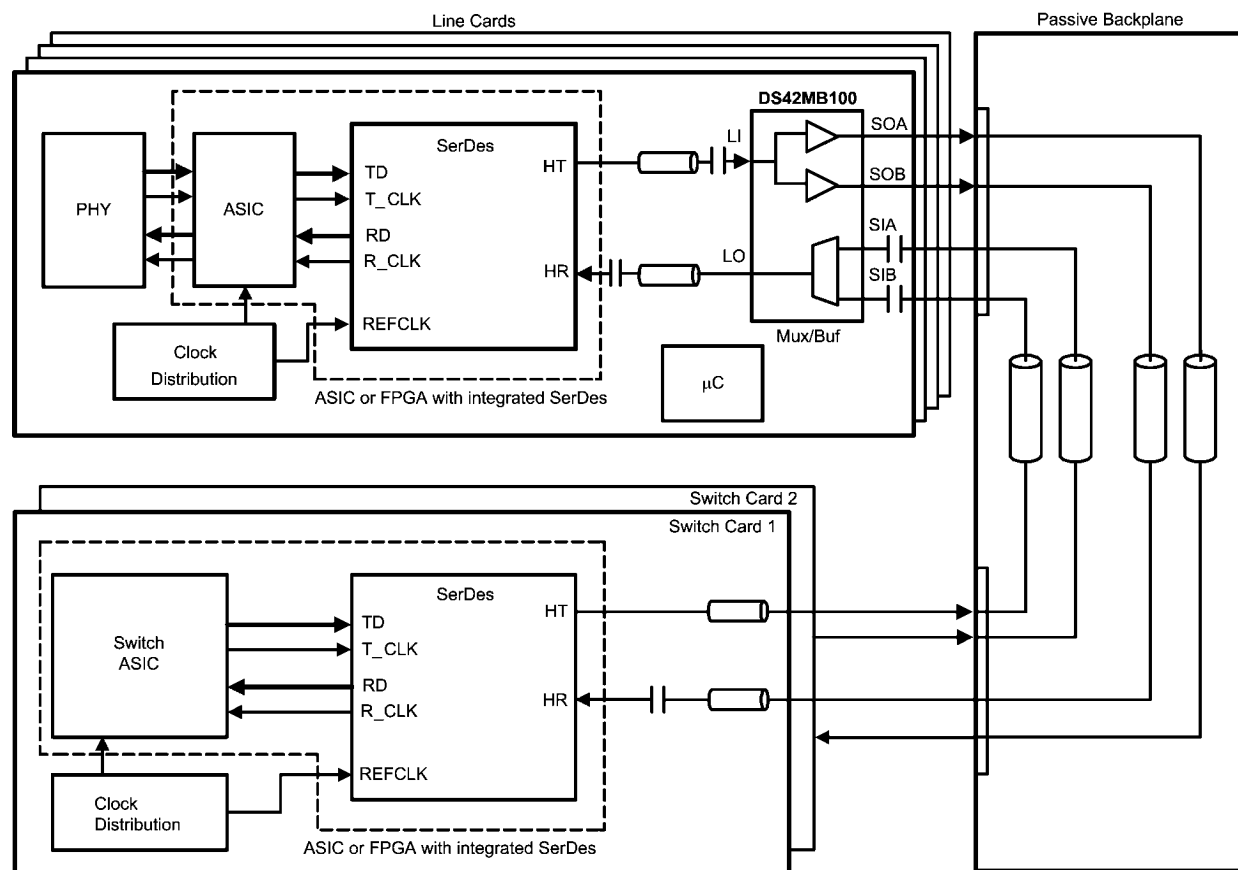 Line Cards
Passive Backplane
DS42MB100
SerDes
PHY
ASIC
TD
T_CLK
RD
R_CLK
REFCLK
HT
HR
LI
LO
SOA
SOB
SIA
SIB
Mux/Buf
Clock
Distribution
µC
ASIC or FPGA with integrated SerDes
Switch Card 2
Switch Card 1
SerDes
Switch
ASIC
TD
T_CLK
RD
R_CLK
REFCLK
HT
HR
Clock
Distribution
ASIC or FPGA with integrated SerDes